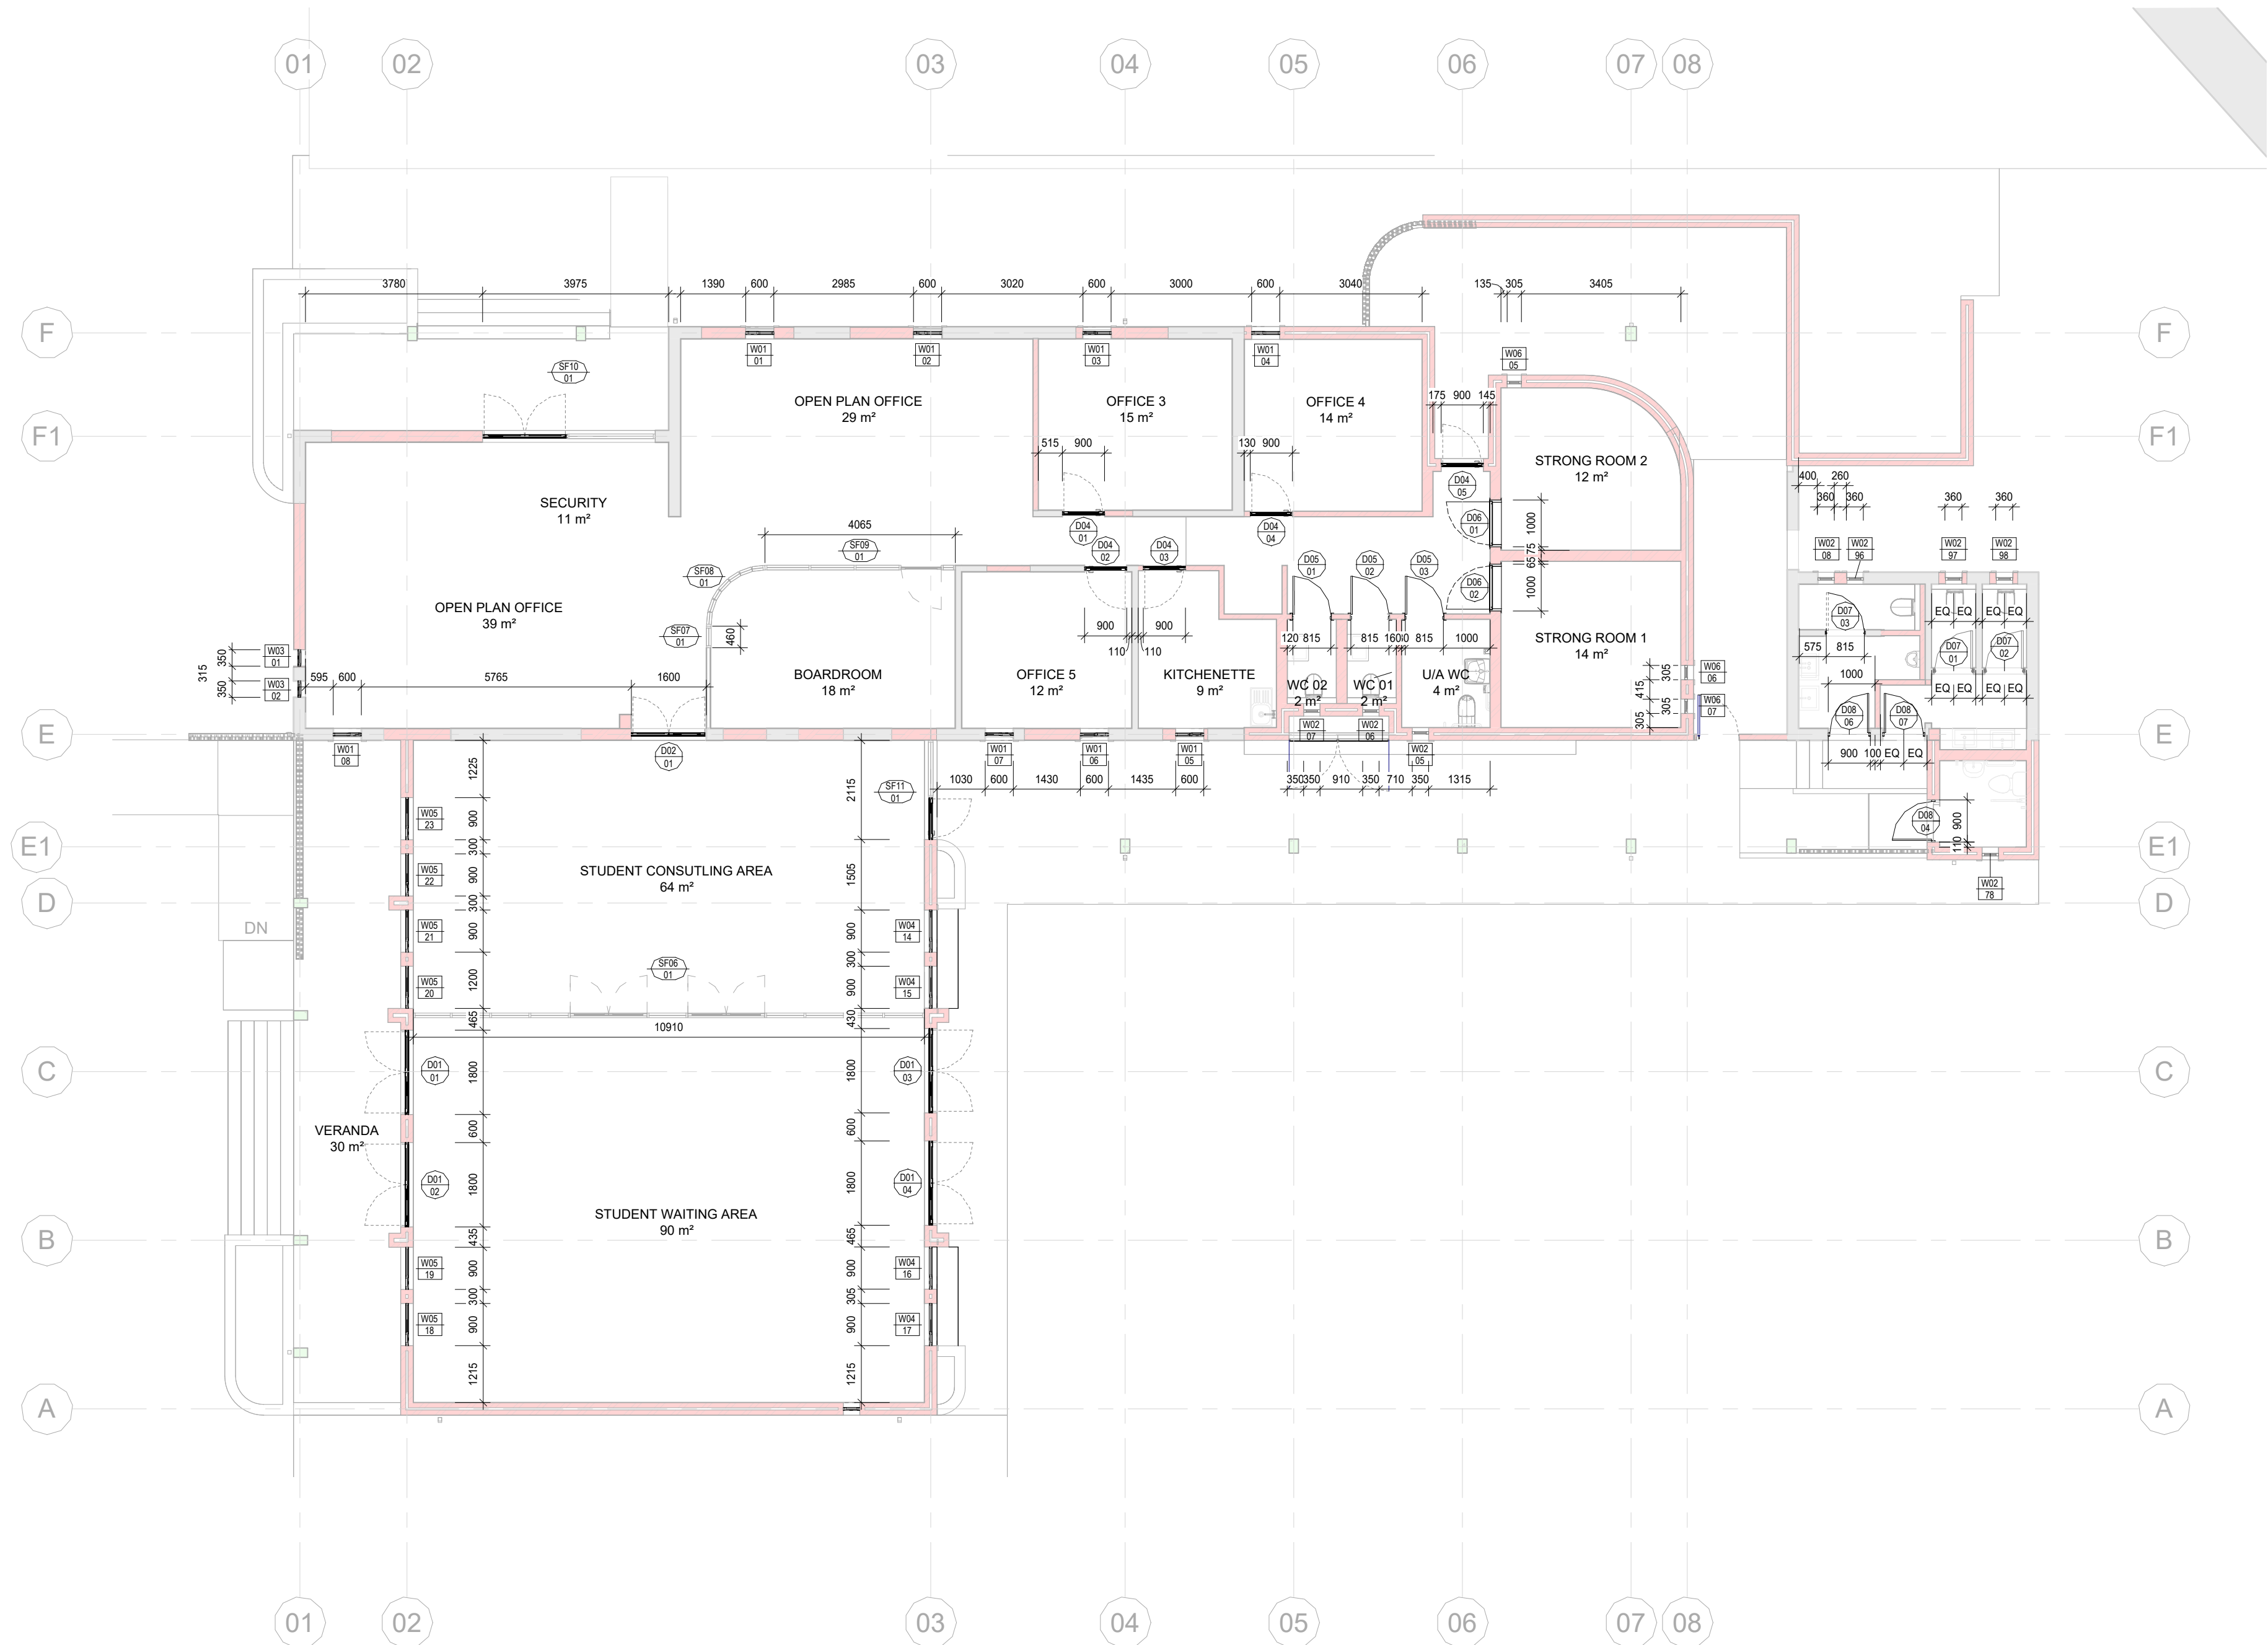 01 02 03 04 05 06 07 08
3780 3975 1390 600 2985 600 3020 600 3000 600 3040 135 305 3405
F F
W01 01
W01 02
W01 03
W01 04
W06 05
SF10 01
OPEN PLAN OFFICE
29 m²
OFFICE 3
15 m²
OFFICE 4
14 m²
175 900 145
F1 F1
515 900
130 900
STRONG ROOM 2
12 m²
SECURITY
11 m²
D04 05
400 260
360 360 360 360
D04 01
D04 02
D04 03
D04 04
D06 01
1000
4065
SF09 01
SF08 01
W02 08
W02 96
W02 97
W02 98
75
65
D05 01
D05 02
D05 03
D06 02
1000
OPEN PLAN OFFICE
39 m²
SF07 01
460
900 900
110 110
120 815 815 160 815 1000
STRONG ROOM 1
14 m²
D07 03
EQ EQ EQ EQ
575 815
D07 01
D07 02
315 350 350
W03 01
W03 02
595 600 5765 1600
BOARDROOM
18 m²
OFFICE 5
12 m²
KITCHENETTE
9 m²
WC 02
2 m²
WC 01
2 m²
U/A WC
4 m²
305 415 305 305
W06 06
W06 07
1000
EQ EQ EQ EQ
D08 06
D08 07
E E
W01 08
D02 01
W01 07
W01 06
W01 05
W02 07
W02 06
W02 05
900 100 EQ EQ
1225 2115
SF11 01
1030 600 1430 600 1435 600 350 350 910 350 710 350 1315
W05 23
900
D08 04
900
110
E1 E1
300
W05 22
900
1505
STUDENT CONSUTLING AREA
64 m²
W02 78
D D
300
DN
W05 21
900 900
W04 14
300
SF06 01
W05 20
1200 900
W04 15
465 430
10910
C C
D01 01
1800 1800
D01 03
VERANDA
30 m²
600 600
D01 02
1800 1800
D01 04
STUDENT WAITING AREA
90 m²
B B
435 465
W05 19
900 900
W04 16
300 305
W05 18
900 900
W04 17
1215 1215
A A
01 02 03 04 05 06 07 08